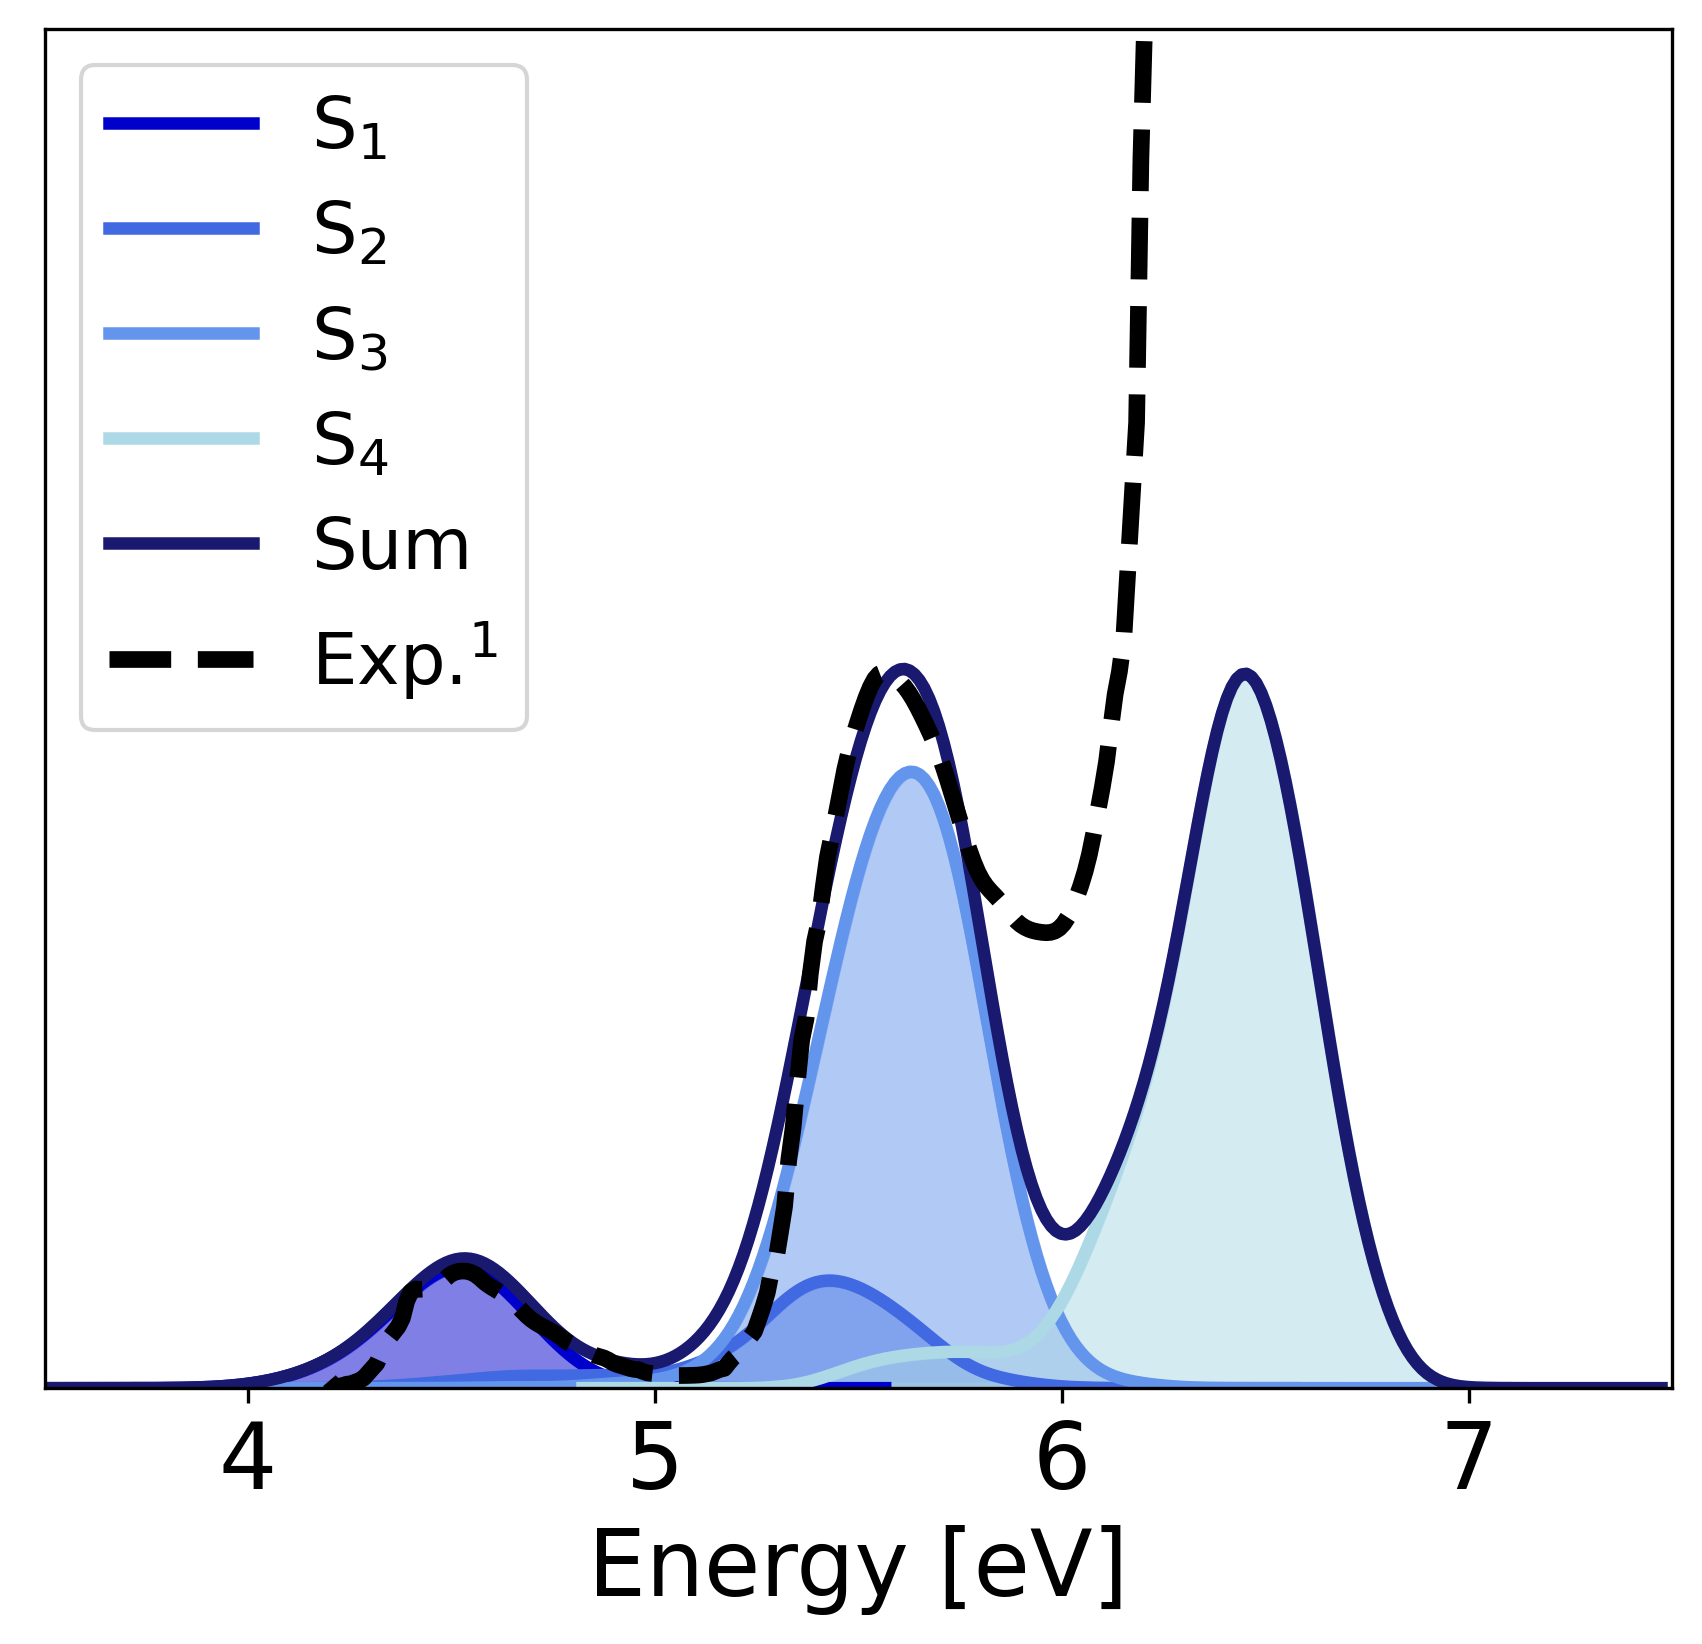 S₁
S₂
S₃
S₄
Sum
Exp.¹
4 5 6 7
Energy [eV]